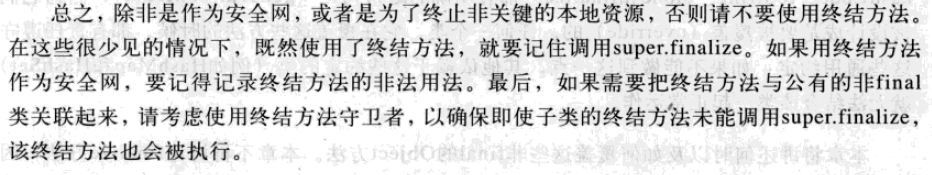 总之，除非是作为安全网，或者是为了终止非关键的本地资源，否则请不要使用终结方法。
在这些很少见的情况下，既然使用了终结方法，就要记住调用super.finalize。如果用终结方法
作为安全网，要记得记录终结方法的非法用法。最后，如果需要把终结方法与公有的非final
类关联起来，请考虑使用终结方法守卫者，以确保即使子类的终结方法未能调用super.finalize，
该终结方法也会被执行。